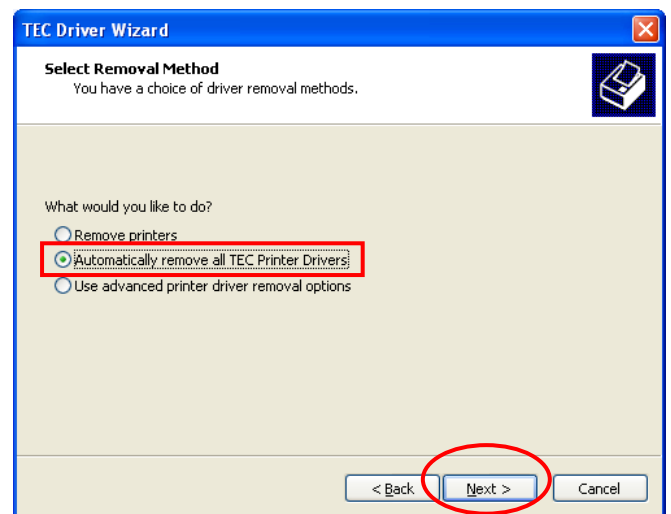 TEC Driver Wizard
Select Removal Method
You have a choice of driver removal methods.
What would you like to do?
Remove printers
Automatically remove all TEC Printer Drivers
Use advanced printer driver removal options
< Back
Next >
Cancel